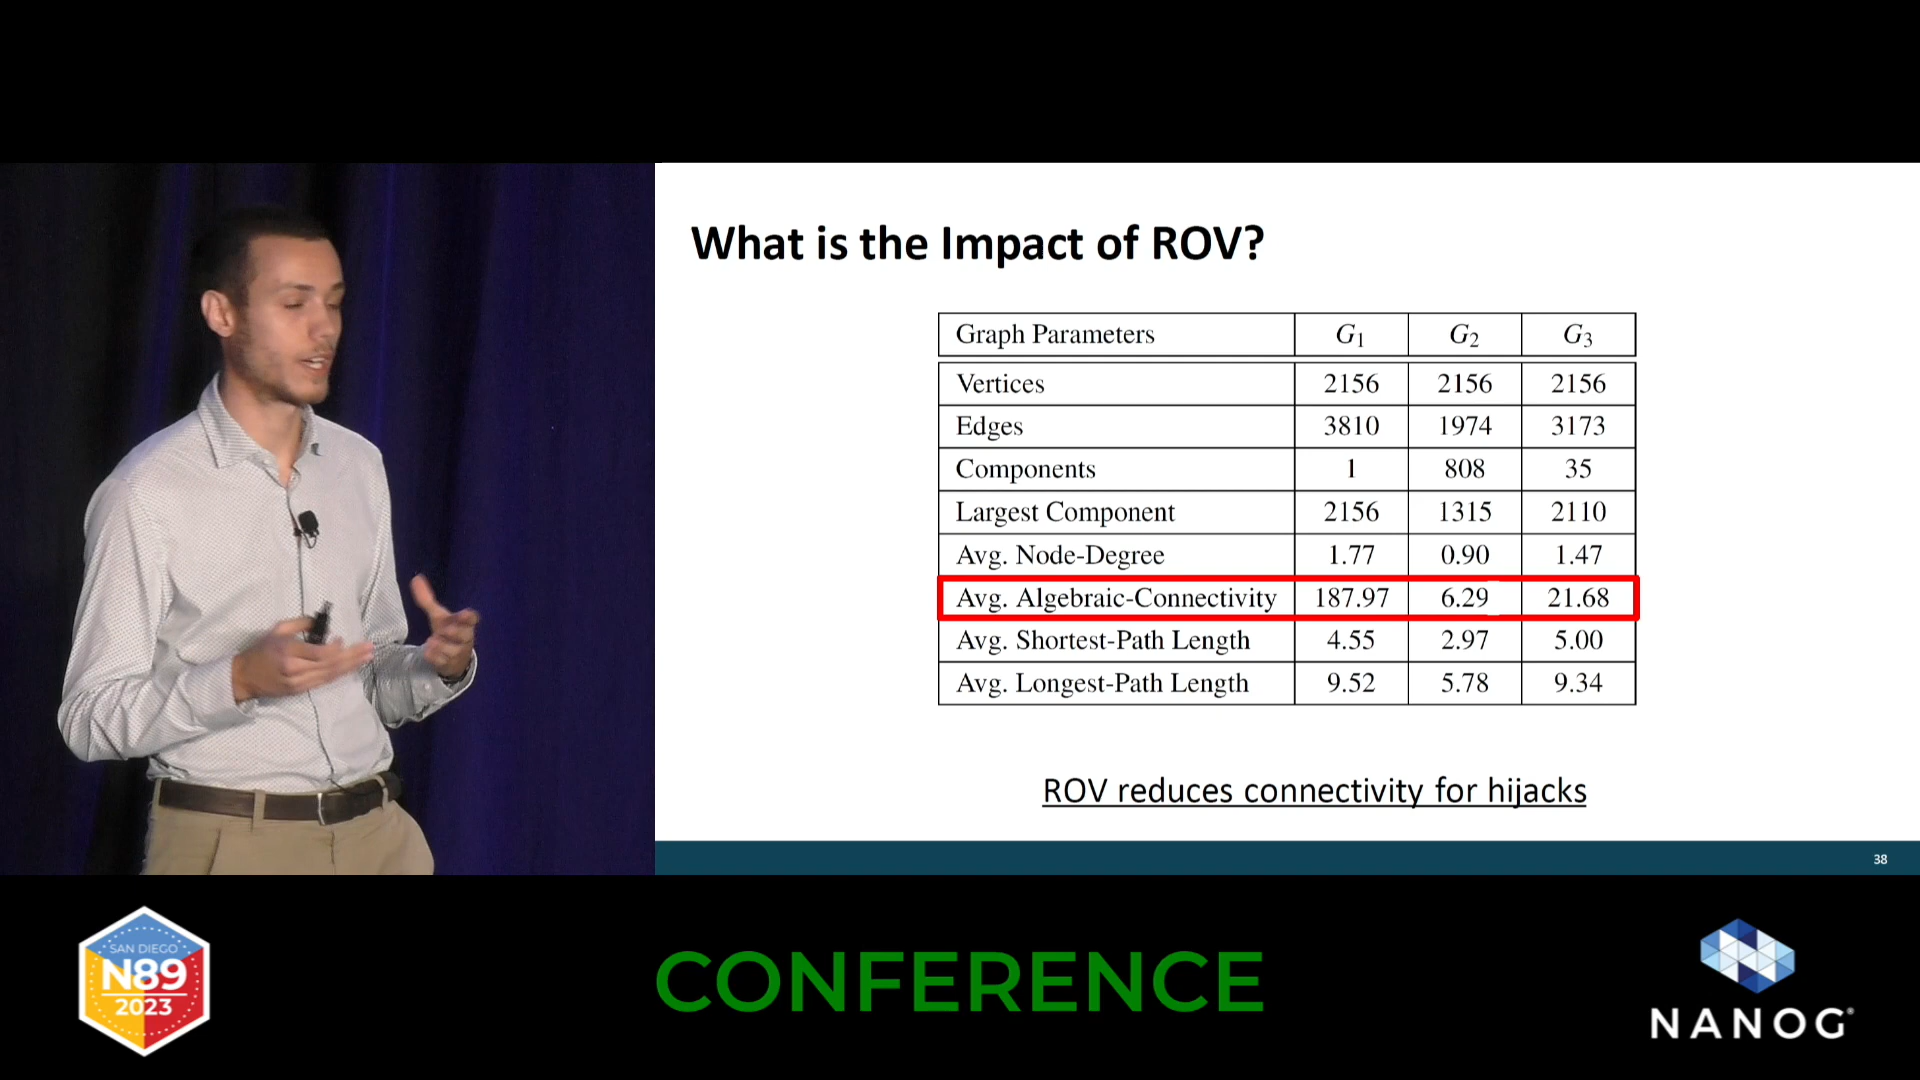 What is the Impact of ROV?
Graph Parameters G1 G2 G3
Vertices 2156 2156 2156
Edges 3810 1974 3173
Components 1 808 35
Largest Component 2156 1315 2110
Avg. Node-Degree 1.77 0.90 1.47
Avg. Algebraic-Connectivity 187.97 6.29 21.68
Avg. Shortest-Path Length 4.55 2.97 5.00
Avg. Longest-Path Length 9.52 5.78 9.34
ROV reduces connectivity for hijacks
38
SAN DIEGO
N89
2023
CONFERENCE
NANOG®